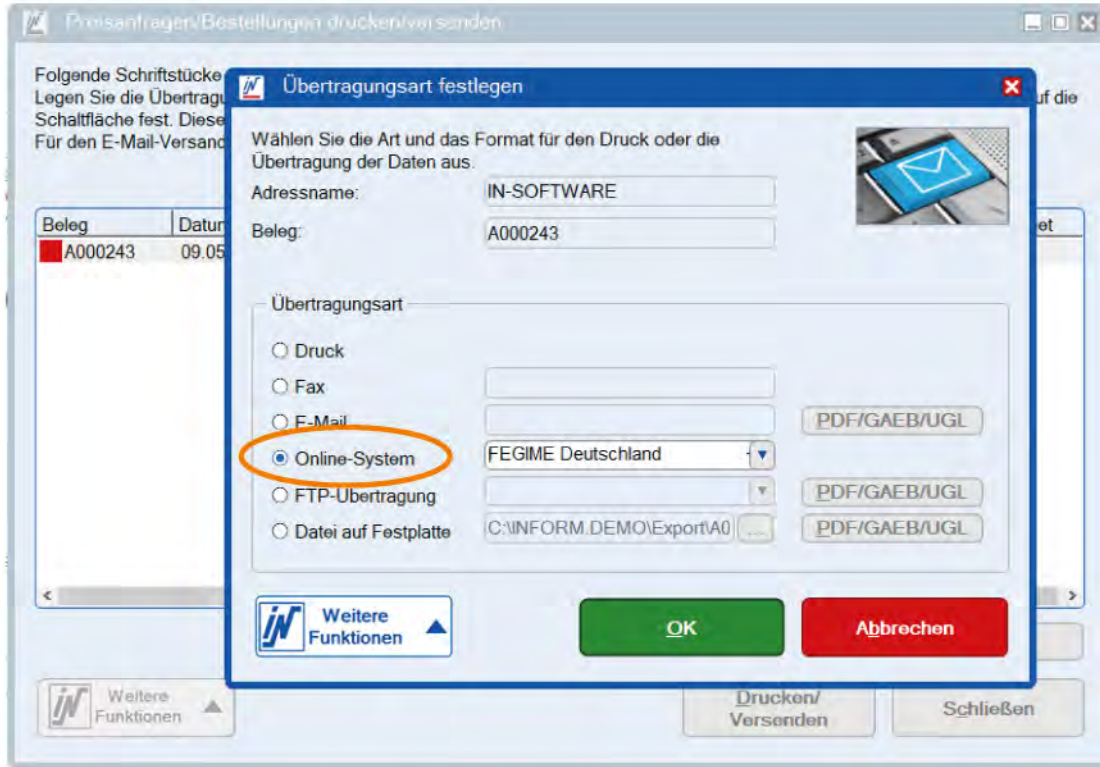 Preisanfragen/Bestellungen drucken/versenden
Folgende Schriftstücke
Legen Sie die
uf die
Schaltfläche fest. Diese
Für den E-Mail-Versand
Beleg
A000243
09.05
Übertragungsart festlegen
Wählen Sie die Art und das Format für den Druck oder die
Übertragung der Daten aus.
Adressname: IN-SOFTWARE
Beleg: A000243
Übertragungsart
Druck
Fax
E-Mail PDF/GAEB/UGL
Online-System FEGIME Deutschland
FTP-Übertragung PDF/GAEB/UGL
Datei auf Festplatte C:\INFORM.DEMO\Export\A0 ... PDF/GAEB/UGL
Weitere
Funktionen
OK
Abbrechen
Weitere
Funktionen
Drucken/
Versenden
Schließen